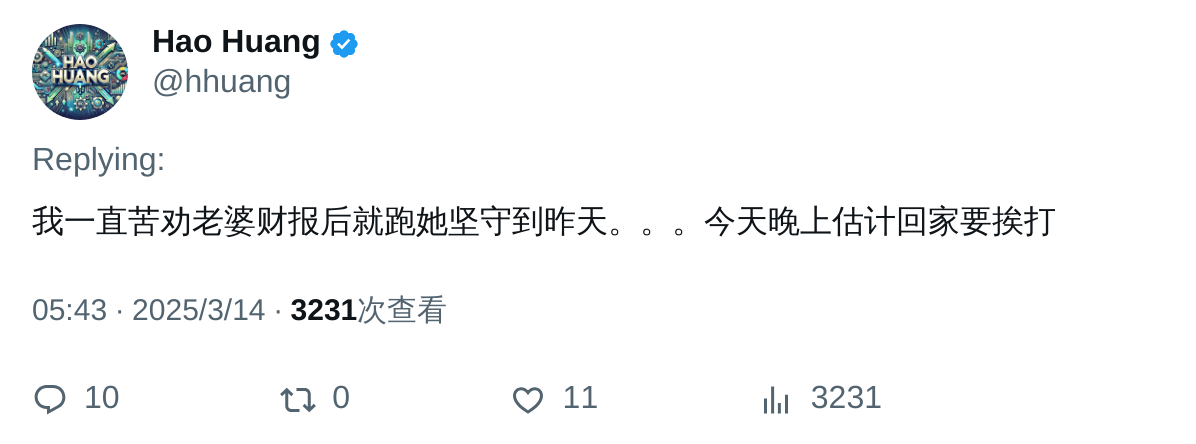 HAO
HUANG
Hao Huang
@hhuang
Replying:
我一直苦劝老婆财报后就跑她坚守到昨天。。。今天晚上估计回家要挨打
05:43 · 2025/3/14 · 3231次查看
10 0 11 3231